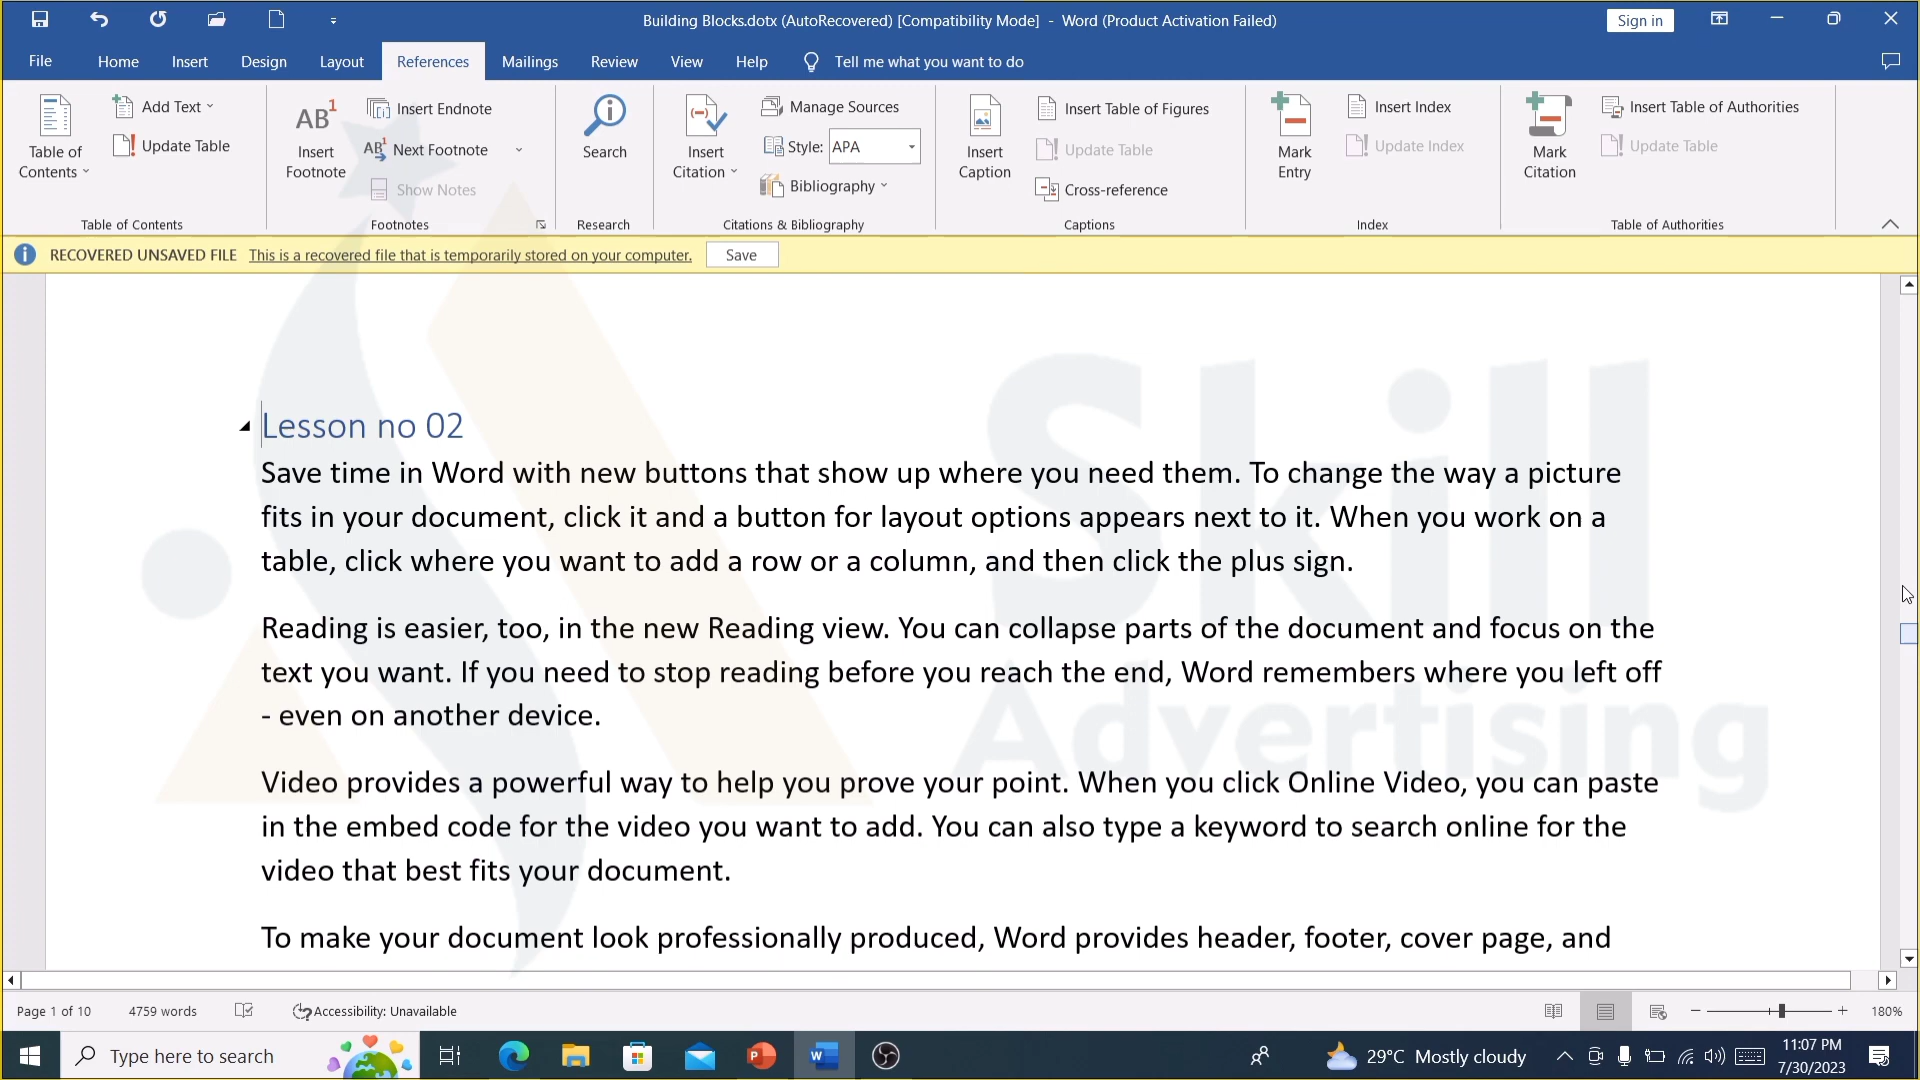 Building Blocks.dotx (AutoRecovered) [Compatibility Mode] - Word (Product Activation Failed)
Sign in
File Home Insert Design Layout References Mailings Review View Help Tell me what you want to do
Table of Contents
Add Text
Update Table
Table of Contents
AB1
Insert Footnote
Insert Endnote
AB1 Next Footnote
Show Notes
Footnotes
Search
Research
Insert Citation
Manage Sources
Style: APA
Bibliography
Citations & Bibliography
Insert Caption
Insert Table of Figures
Update Table
Cross-reference
Captions
Mark Entry
Insert Index
Update Index
Index
Mark Citation
Insert Table of Authorities
Update Table
Table of Authorities
RECOVERED UNSAVED FILE This is a recovered file that is temporarily stored on your computer. Save
Lesson no 02
Save time in Word with new buttons that show up where you need them. To change the way a picture
fits in your document, click it and a button for layout options appears next to it. When you work on a
table, click where you want to add a row or a column, and then click the plus sign.
Reading is easier, too, in the new Reading view. You can collapse parts of the document and focus on the
text you want. If you need to stop reading before you reach the end, Word remembers where you left off
- even on another device.
Video provides a powerful way to help you prove your point. When you click Online Video, you can paste
in the embed code for the video you want to add. You can also type a keyword to search online for the
video that best fits your document.
To make your document look professionally produced, Word provides header, footer, cover page, and
Skill
Advertising
Page 1 of 10 4759 words Accessibility: Unavailable 180%
Type here to search
29°C Mostly cloudy
11:07 PM
7/30/2023